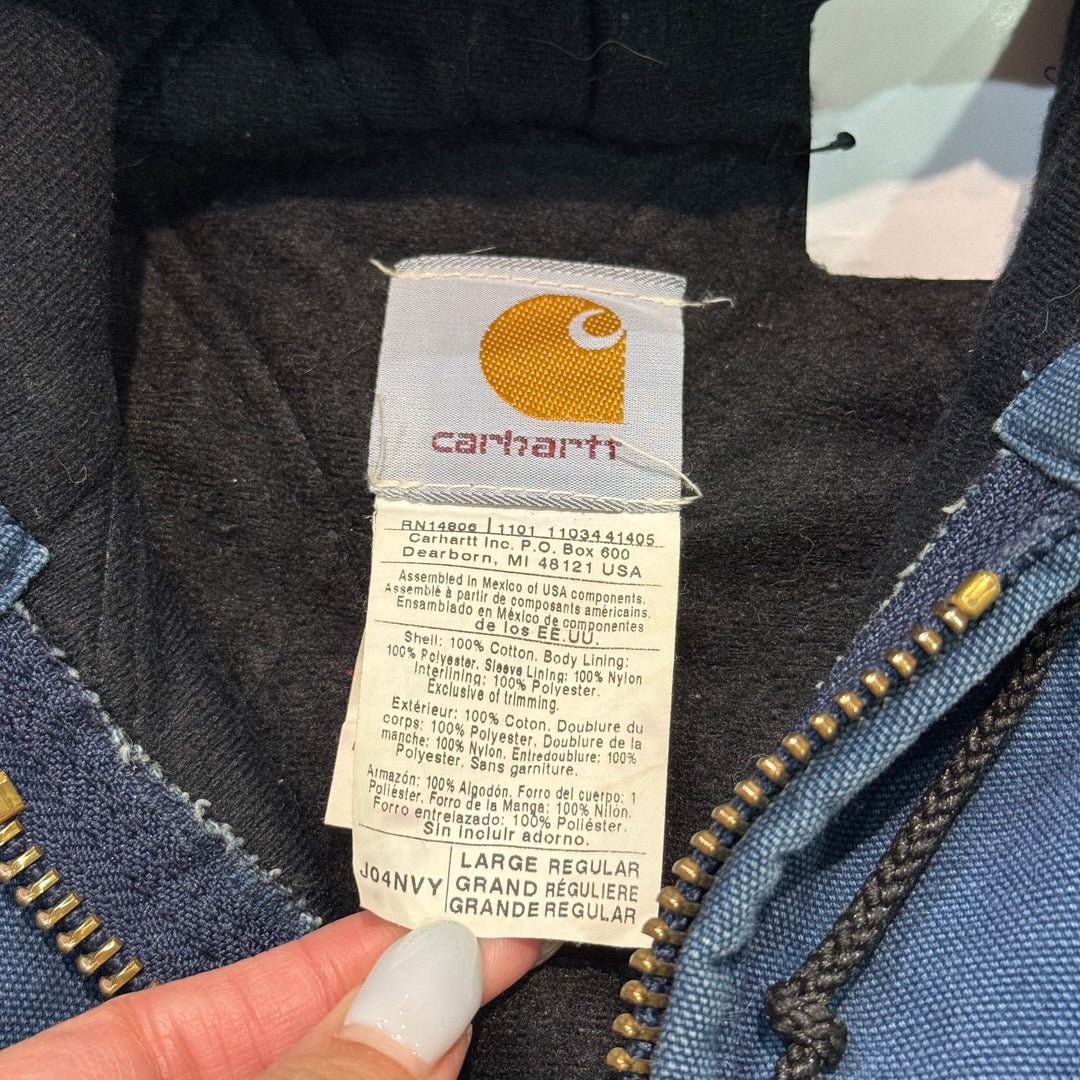 carhartt
RN14806 1101 11034 41405
Carhartt Inc. P.O. Box 600
Dearborn, MI 48121 USA
Assembled in Mexico of USA components.
Assemblé à partir de composants américains.
Ensamblado en México de componentes
de los EE.UU.
Shell: 100% Cotton, Body Lining:
100% Polyester, Sleeve Lining: 100% Nylon
Interlining: 100% Polyester.
Exclusive of trimming.
Extérieur: 100% Coton, Doublure du
corps: 100% Polyester, Doublure de la
manche: 100% Nylon, Entredoublure: 100%
Polyester, Sans garniture.
Armazón: 100% Algodón, Forro del cuerpo: 1
Poliéster, Forro de la Manga: 100% Nilón,
Forro entrelazado: 100% Poliéster.
Sin incluir adorno.
J04NVY
LARGE REGULAR
GRAND RÉGULIERE
GRANDE REGULAR